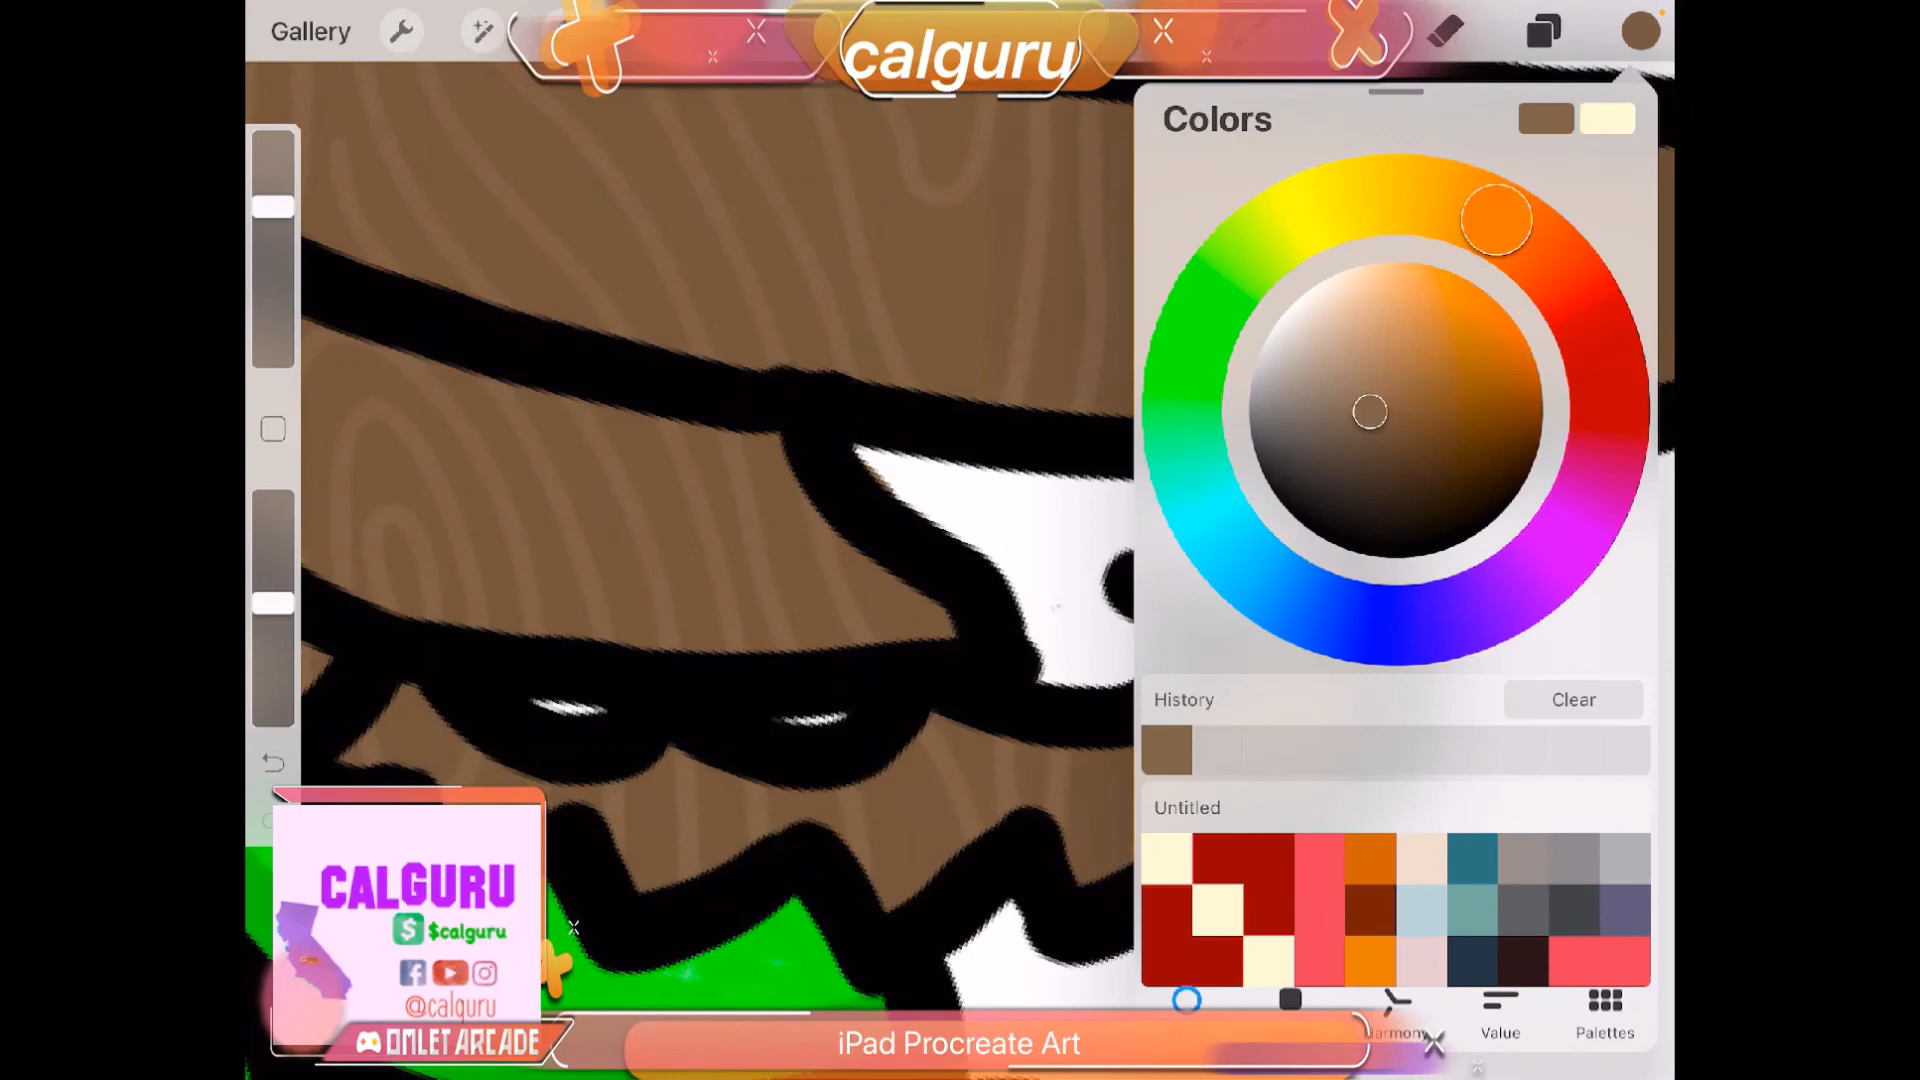 Gallery
calguru
Colors
History
Clear
Untitled
CALGURU
$ $calguru
@calguru
OMLET ARCADE
iPad Procreate Art
Value
Palettes